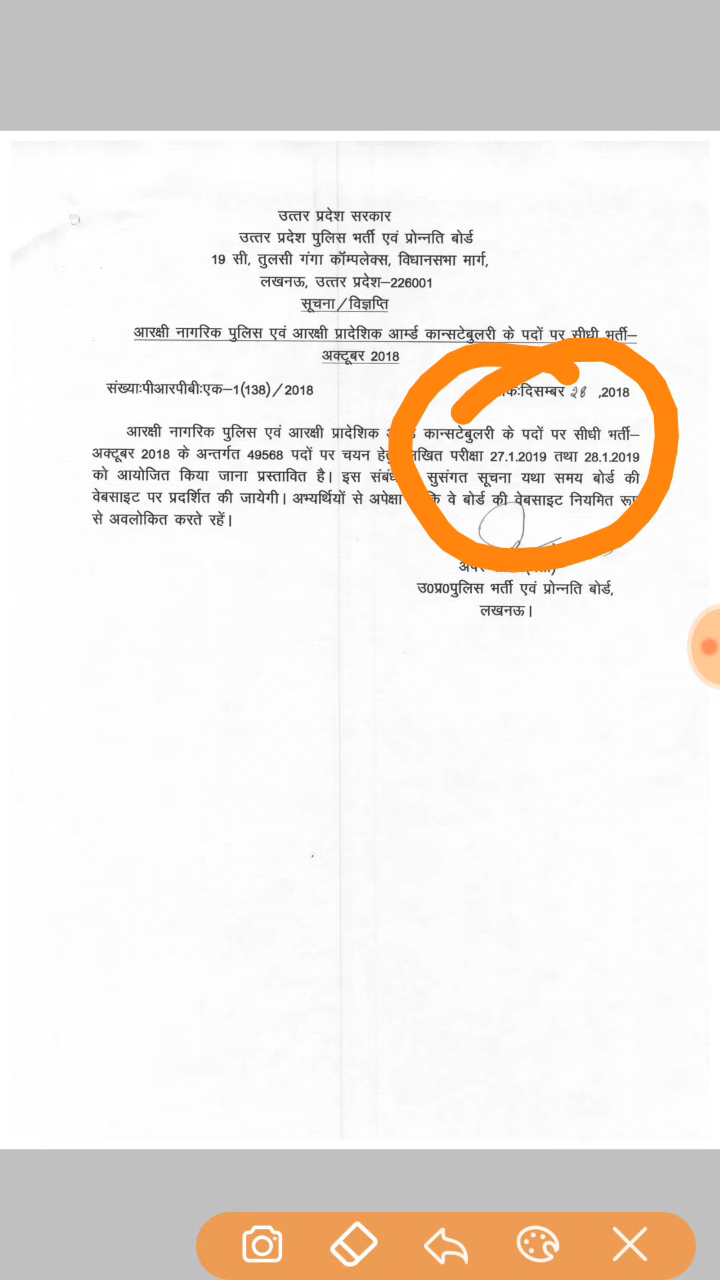 उत्तर प्रदेश सरकार
उत्तर प्रदेश पुलिस भर्ती एवं प्रोन्नति बोर्ड
19 सी, तुलसी गंगा कॉम्पलेक्स, विधानसभा मार्ग,
लखनऊ, उत्तर प्रदेश–226001
सूचना/विज्ञप्ति
आरक्षी नागरिक पुलिस एवं आरक्षी प्रादेशिक आर्म्ड कान्सटेबुलरी के पदों पर सीधी भर्ती–
अक्टूबर 2018
संख्याःपीआरपीबीःएक–1(138)/2018 दिसम्बर 28 ,2018
आरक्षी नागरिक पुलिस एवं आरक्षी प्रादेशिक कान्सटेबुलरी के पदों पर सीधी भर्ती–
अक्टूबर 2018 के अन्तर्गत 49568 पदों पर चयन परीक्षा 27.1.2019 तथा 28.1.2019
को आयोजित किया जाना प्रस्तावित है। इस सुसंगत सूचना यथा समय बोर्ड की
वेबसाइट पर प्रदर्शित की जायेगी। अभ्यर्थियों से अपेक्षा वे बोर्ड की वेबसाइट नियमित
से अवलोकित करते रहें।
उ0प्र0पुलिस भर्ती एवं प्रोन्नति बोर्ड,
लखनऊ।